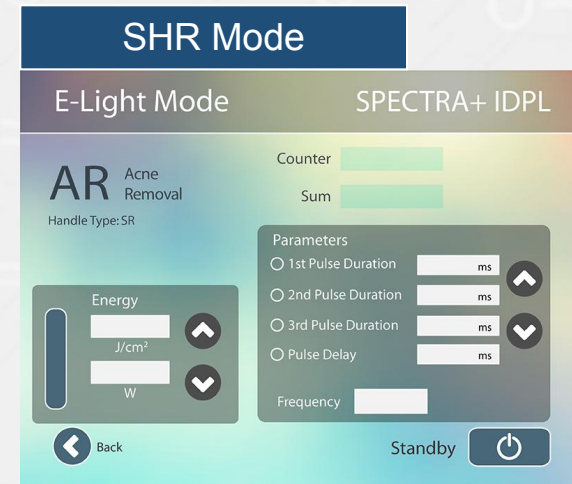 SHR Mode
E-Light Mode
SPECTRA+ IDPL
AR Acne Removal
Handle Type: SR
Counter
Sum
Parameters
1st Pulse Duration ms
2nd Pulse Duration ms
3rd Pulse Duration ms
Pulse Delay ms
Frequency
Energy
J/cm²
W
Back
Standby